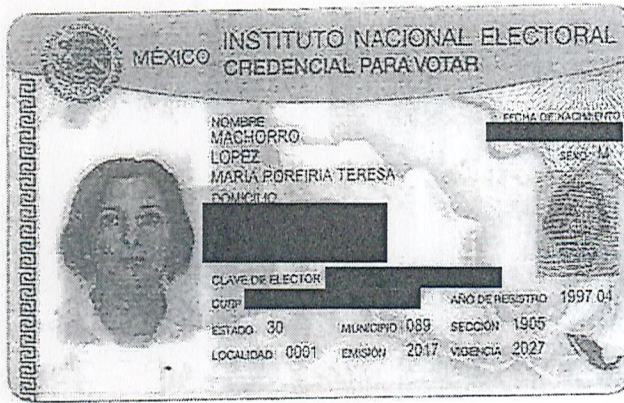 MÉXICO INSTITUTO NACIONAL ELECTORAL
CREDENCIAL PARA VOTAR
NOMBRE
MACHORRO
LOPEZ
MARIA PORFIRIA TERESA
FECHA DE NACIMIENTO
SEXO M
DOMICILIO
CLAVE DE ELECTOR
CURP AÑO DE REGISTRO 1997 04
ESTADO 30 MUNICIPIO 089 SECCIÓN 1905
LOCALIDAD 0001 EMISIÓN 2017 VIGENCIA 2027